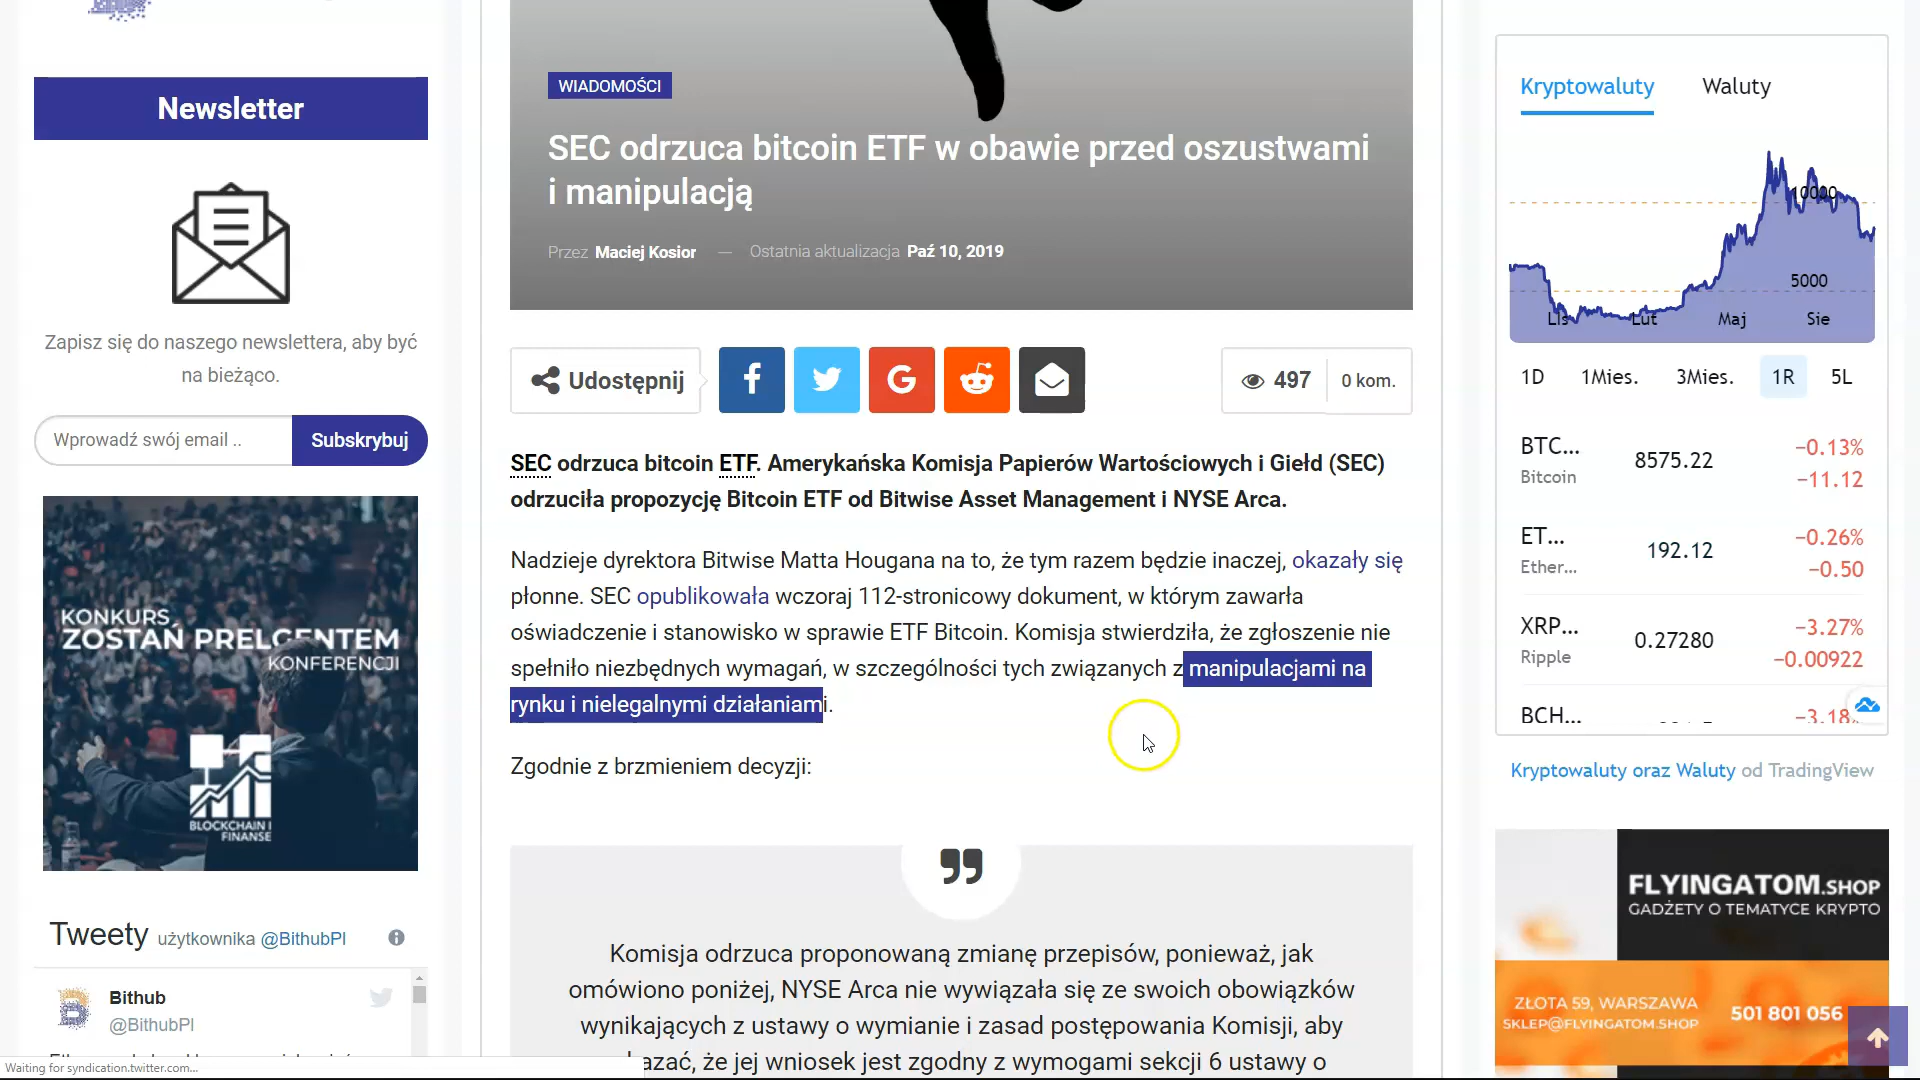 Newsletter
Zapisz się do naszego newslettera, aby być
na bieżąco.
Wprowadź swój email ..
Subskrybuj
KONKURS
ZOSTAŃ PRELEGENTEM
KONFERENCJI
BLOCKCHAIN I
FINANSE
Tweety użytkownika @BithubPl
Bithub
@BithubPl
Waiting for syndication.twitter.com...
WIADOMOŚCI
SEC odrzuca bitcoin ETF w obawie przed oszustwami
i manipulacją
Przez Maciej Kosior — Ostatnia aktualizacja Paź 10, 2019
Udostępnij
497
0 kom.
SEC odrzuca bitcoin ETF. Amerykańska Komisja Papierów Wartościowych i Giełd (SEC)
odrzuciła propozycję Bitcoin ETF od Bitwise Asset Management i NYSE Arca.
Nadzieje dyrektora Bitwise Matta Hougana na to, że tym razem będzie inaczej, okazały się
płonne. SEC opublikowała wczoraj 112-stronicowy dokument, w którym zawarła
oświadczenie i stanowisko w sprawie ETF Bitcoin. Komisja stwierdziła, że zgłoszenie nie
spełniło niezbędnych wymagań, w szczególności tych związanych z manipulacjami na
rynku i nielegalnymi działaniami.
Zgodnie z brzmieniem decyzji:
Komisja odrzuca proponowaną zmianę przepisów, ponieważ, jak
omówiono poniżej, NYSE Arca nie wywiązała się ze swoich obowiązków
wynikających z ustawy o wymianie i zasad postępowania Komisji, aby
że jej wniosek jest zgodny z wymogami sekcji 6 ustawy o
Kryptowaluty Waluty
10000
5000
Lis Lut Maj Sie
1D 1Mies. 3Mies. 1R 5L
BTC... 8575.22 −0.13%
Bitcoin −11.12
ET... 192.12 −0.26%
Ether... −0.50
XRP... 0.27280 −3.27%
Ripple −0.00922
BCH... −3.18%
Kryptowaluty oraz Waluty od TradingView
FLYINGATOM.SHOP
GADŻETY O TEMATYCE KRYPTO
ZŁOTA 59, WARSZAWA
SKLEP@FLYINGATOM.SHOP
501 801 056